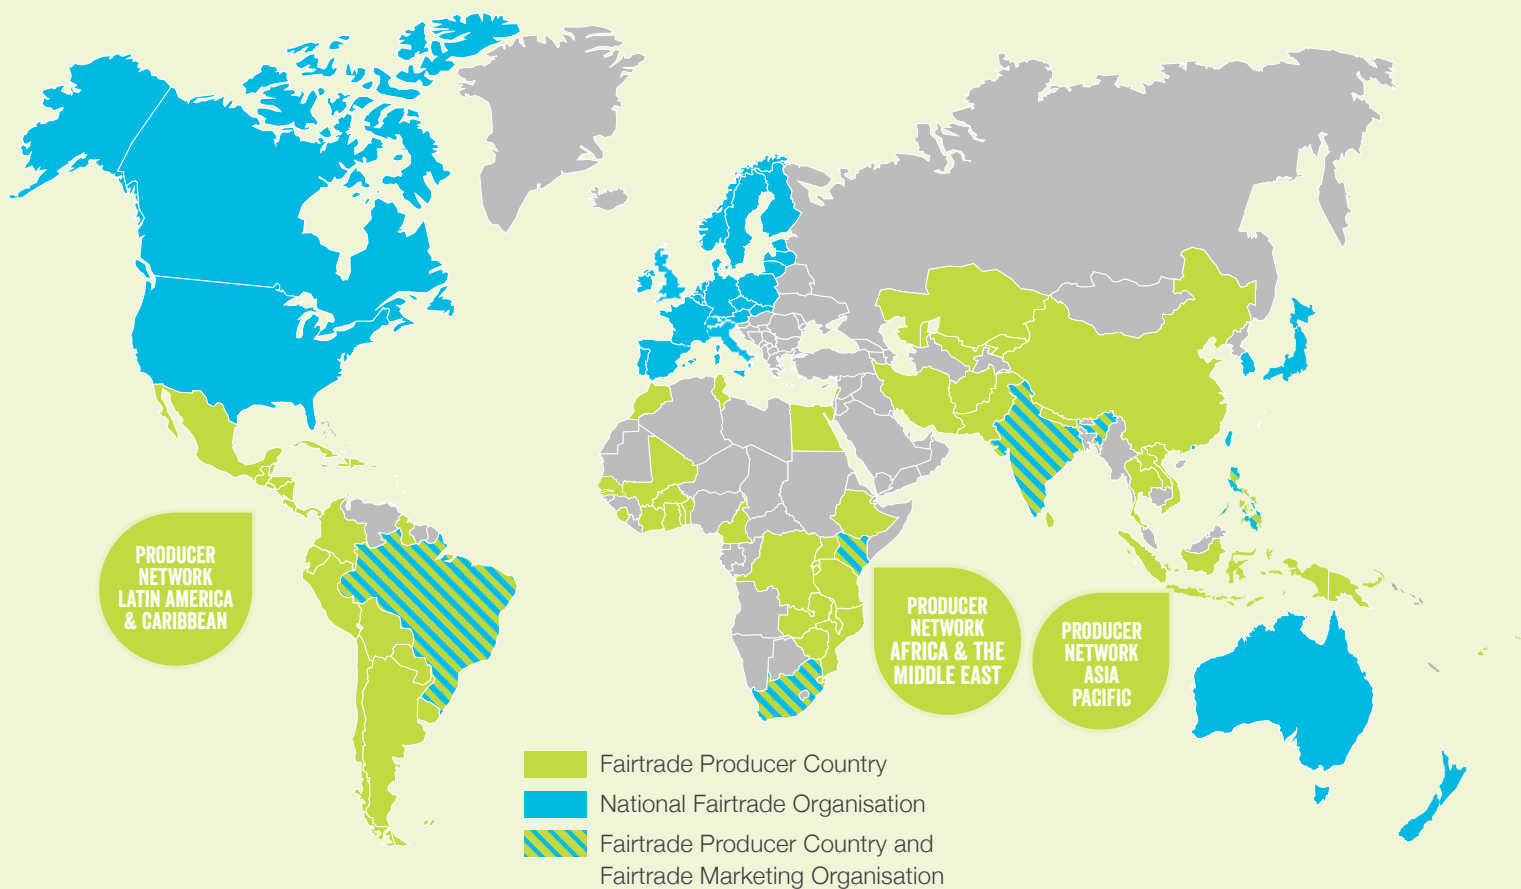 PRODUCER
NETWORK
LATIN AMERICA
& CARIBBEAN
PRODUCER
NETWORK
AFRICA & THE
MIDDLE EAST
PRODUCER
NETWORK
ASIA
PACIFIC
Fairtrade Producer Country
National Fairtrade Organisation
Fairtrade Producer Country and
Fairtrade Marketing Organisation